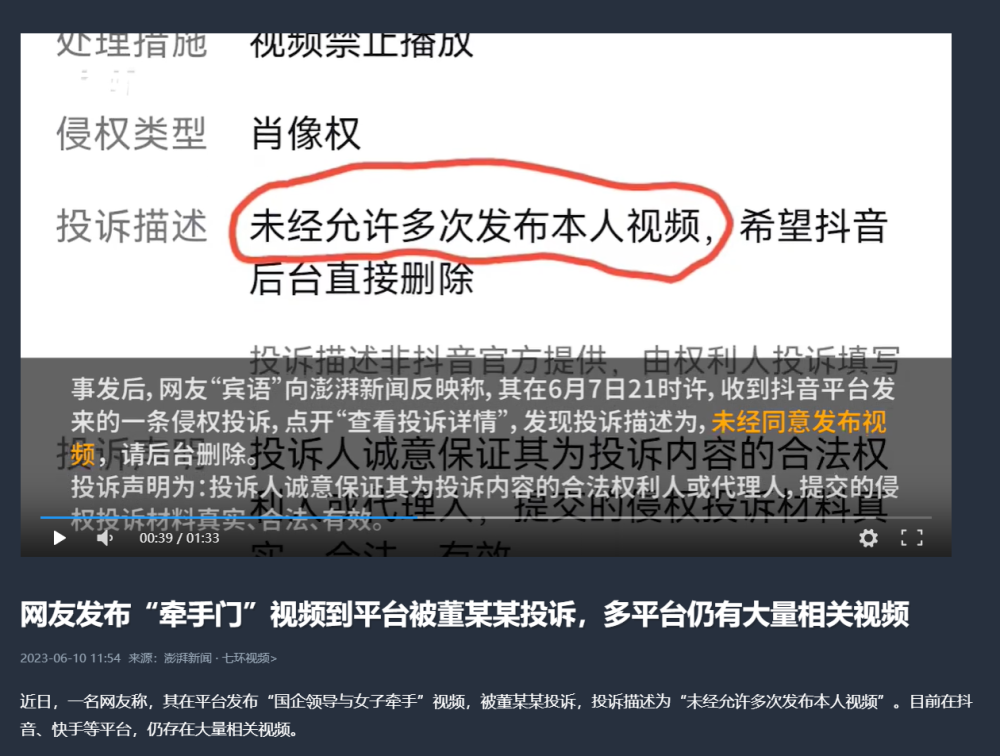 处理措施 视频禁止播放
侵权类型 肖像权
投诉描述 未经允许多次发布本人视频，希望抖音
后台直接删除
投诉描述非抖音官方提供，由权利人投诉填写
事发后，网友“宾语”向澎湃新闻反映称，其在6月7日21时许，收到抖音平台发
来的一条侵权投诉，点开“查看投诉详情”，发现投诉描述为，未经同意发布视
频，请后台删除。
投诉声明 投诉人诚意保证其为投诉内容的合法权
投诉声明为：投诉人诚意保证其为投诉内容的合法权利人或代理人，提交的侵
利人或代理人，提交的侵权投诉材料真
权投诉材料真实、合法、有效。
00:39 / 01:33
实、合法、有效
网友发布“牵手门”视频到平台被董某某投诉，多平台仍有大量相关视频
2023-06-10 11:54 来源：澎湃新闻·七环视频>
近日，一名网友称，其在平台发布“国企领导与女子牵手”视频，被董某某投诉，投诉描述为“未经允许多次发布本人视频”。目前在抖
音、快手等平台，仍存在大量相关视频。